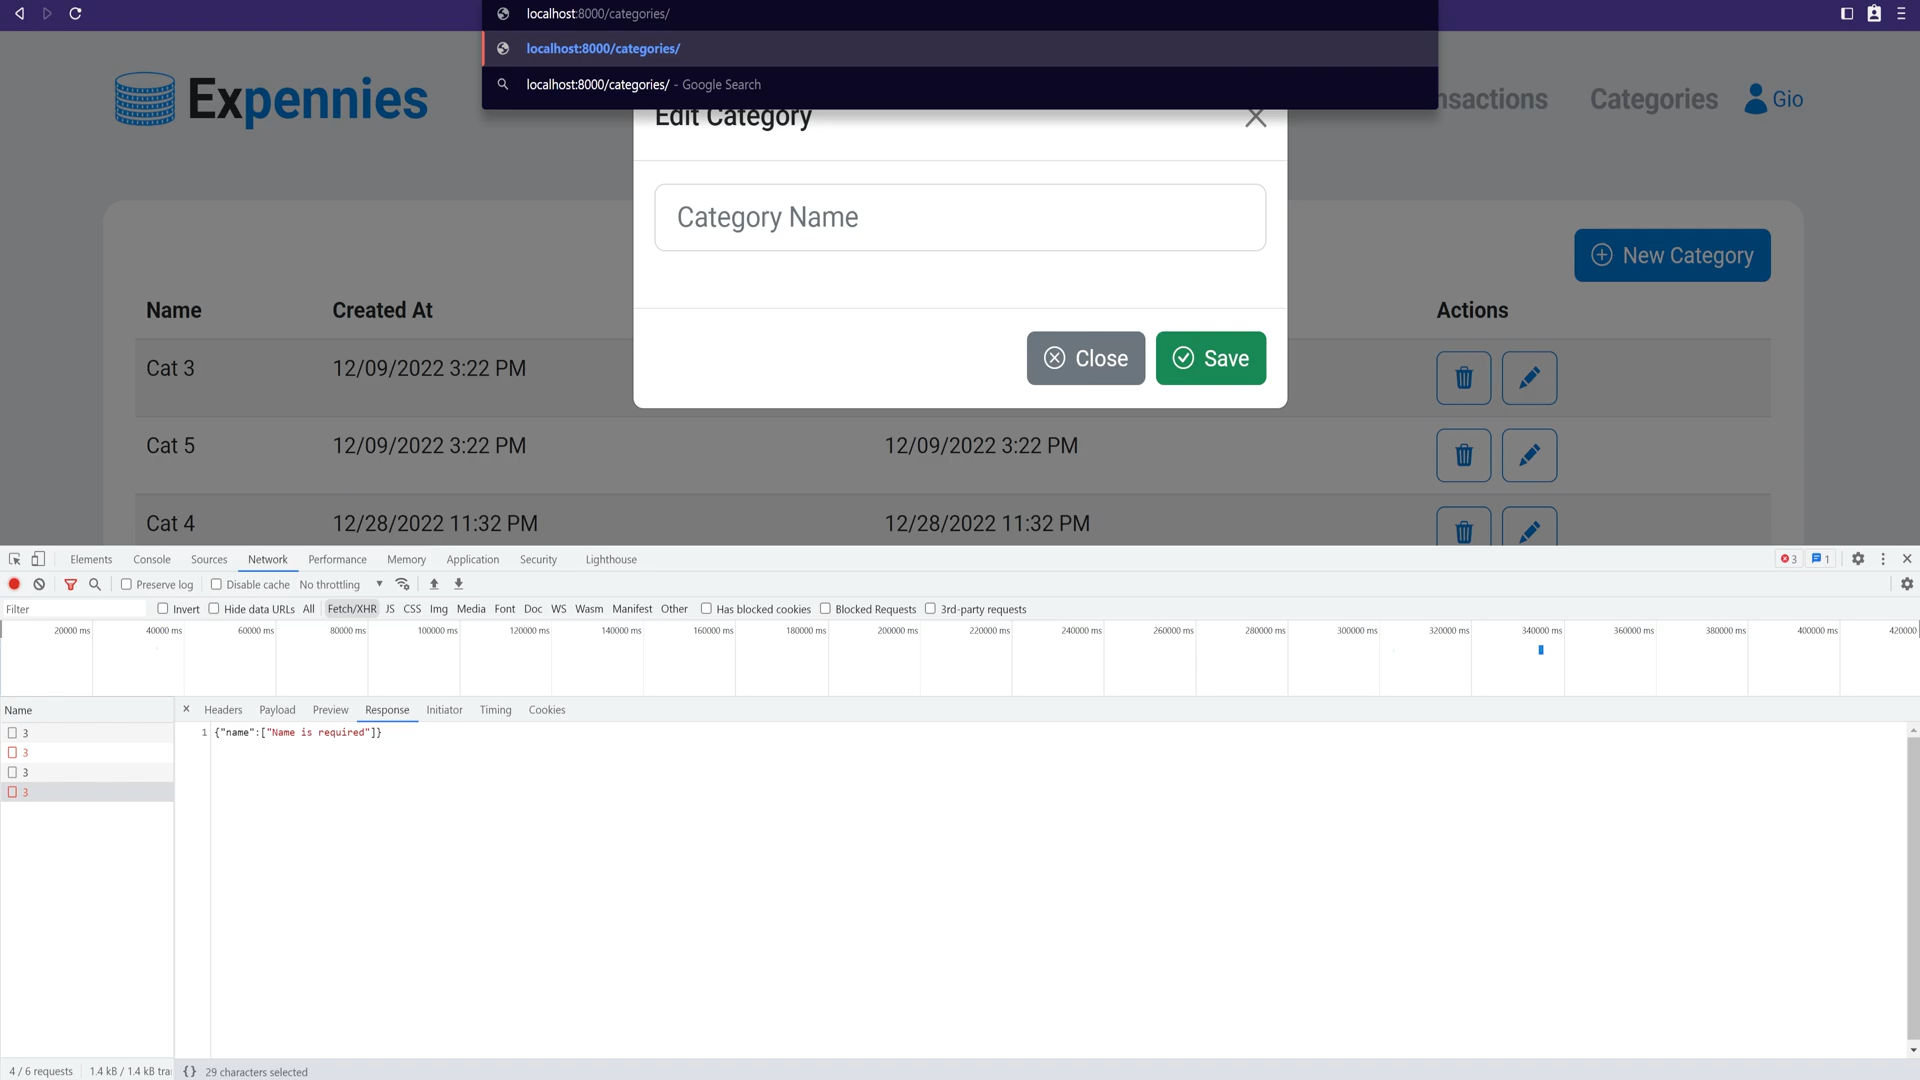 localhost:8000/categories/
localhost:8000/categories/
localhost:8000/categories/ - Google Search
Expennies
nsactions
Categories
Gio
Edit Category
Category Name
New Category
Name
Created At
Actions
Close
Save
Cat 3
12/09/2022 3:22 PM
Cat 5
12/09/2022 3:22 PM
12/09/2022 3:22 PM
Cat 4
12/28/2022 11:32 PM
12/28/2022 11:32 PM
Elements Console Sources Network Performance Memory Application Security Lighthouse
3 1
Preserve log Disable cache No throttling
Filter Invert Hide data URLs All Fetch/XHR JS CSS Img Media Font Doc WS Wasm Manifest Other Has blocked cookies Blocked Requests 3rd-party requests
20000 ms 40000 ms 60000 ms 80000 ms 100000 ms 120000 ms 140000 ms 160000 ms 180000 ms 200000 ms 220000 ms 240000 ms 260000 ms 280000 ms 300000 ms 320000 ms 340000 ms 360000 ms 380000 ms 400000 ms 420000
Name
Headers Payload Preview Response Initiator Timing Cookies
3
3
3
3
1 {"name":["Name is required"]}
4 / 6 requests 1.4 kB / 1.4 kB tra
{} 29 characters selected